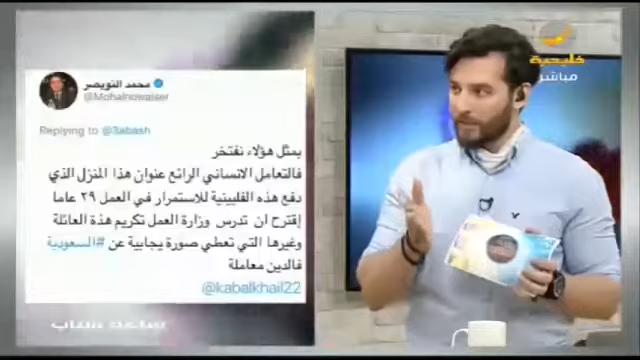 محمد النويصر
@Mohalnowaiser
Replying to @3abash
بمثل هؤلاء نفتخر
فالتعامل الانساني الرائع عنوان هذا المنزل الذي
دفع هذه الفلبينية للاستمرار في العمل ٢٩ عاما
إقترح ان تدرس وزارة العمل تكريم هذة العائلة
وغيرها التي تعطي صورة يجابية عن #السعودية
فالدين معاملة
@kabalkhail22
خليجية
مباشر
ساعة شباب